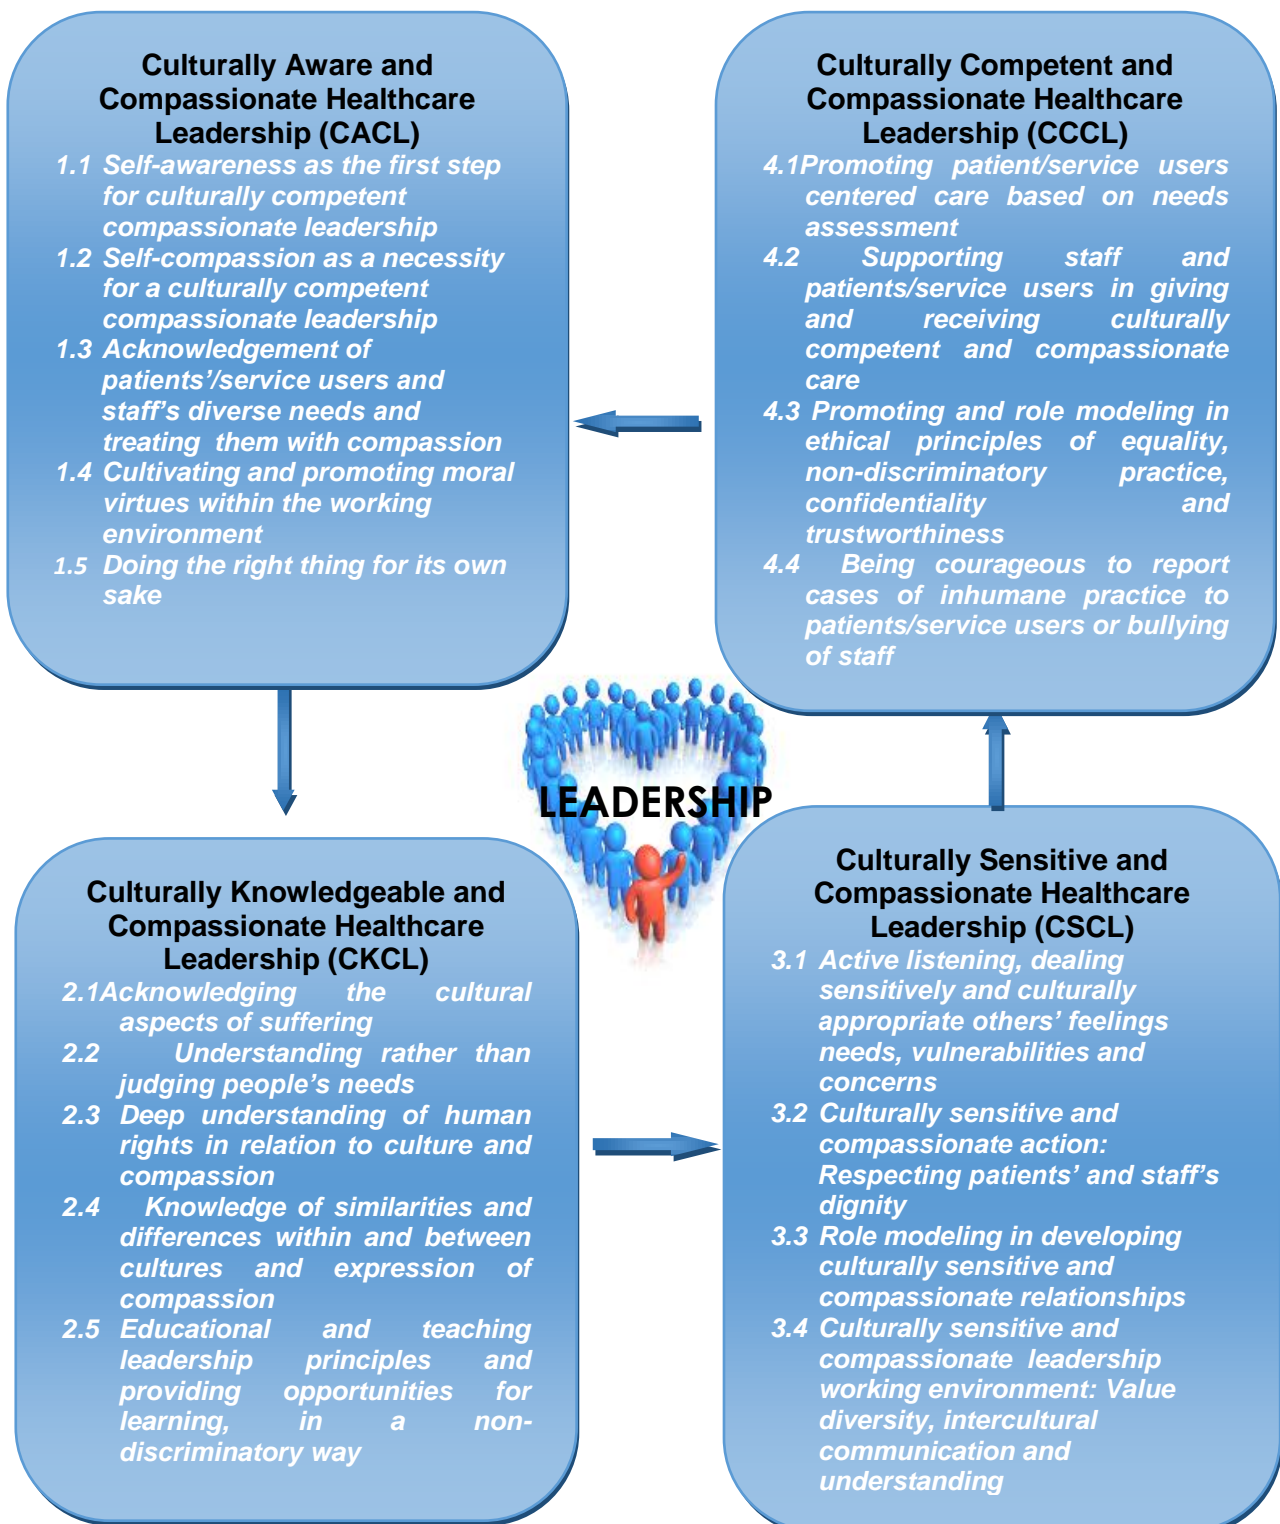 Culturally Aware and
Compassionate Healthcare
Leadership (CACL)
1.1 Self-awareness as the first step
for culturally competent
compassionate leadership
1.2 Self-compassion as a necessity
for a culturally competent
compassionate leadership
1.3 Acknowledgement of
patients’/service users and
staff’s diverse needs and
treating them with compassion
1.4 Cultivating and promoting moral
virtues within the working
environment
1.5 Doing the right thing for its own
sake
Culturally Competent and
Compassionate Healthcare
Leadership (CCCL)
4.1Promoting patient/service users
centered care based on needs
assessment
4.2 Supporting staff and
patients/service users in giving
and receiving culturally
competent and compassionate
care
4.3 Promoting and role modeling in
ethical principles of equality,
non-discriminatory practice,
confidentiality and
trustworthiness
4.4 Being courageous to report
cases of inhumane practice to
patients/service users or bullying
of staff
LEADERSHIP
Culturally Knowledgeable and
Compassionate Healthcare
Leadership (CKCL)
2.1Acknowledging the cultural
aspects of suffering
2.2 Understanding rather than
judging people’s needs
2.3 Deep understanding of human
rights in relation to culture and
compassion
2.4 Knowledge of similarities and
differences within and between
cultures and expression of
compassion
2.5 Educational and teaching
leadership principles and
providing opportunities for
learning, in a non-
discriminatory way
Culturally Sensitive and
Compassionate Healthcare
Leadership (CSCL)
3.1 Active listening, dealing
sensitively and culturally
appropriate others’ feelings
needs, vulnerabilities and
concerns
3.2 Culturally sensitive and
compassionate action:
Respecting patients’ and staff’s
dignity
3.3 Role modeling in developing
culturally sensitive and
compassionate relationships
3.4 Culturally sensitive and
compassionate leadership
working environment: Value
diversity, intercultural
communication and
understanding